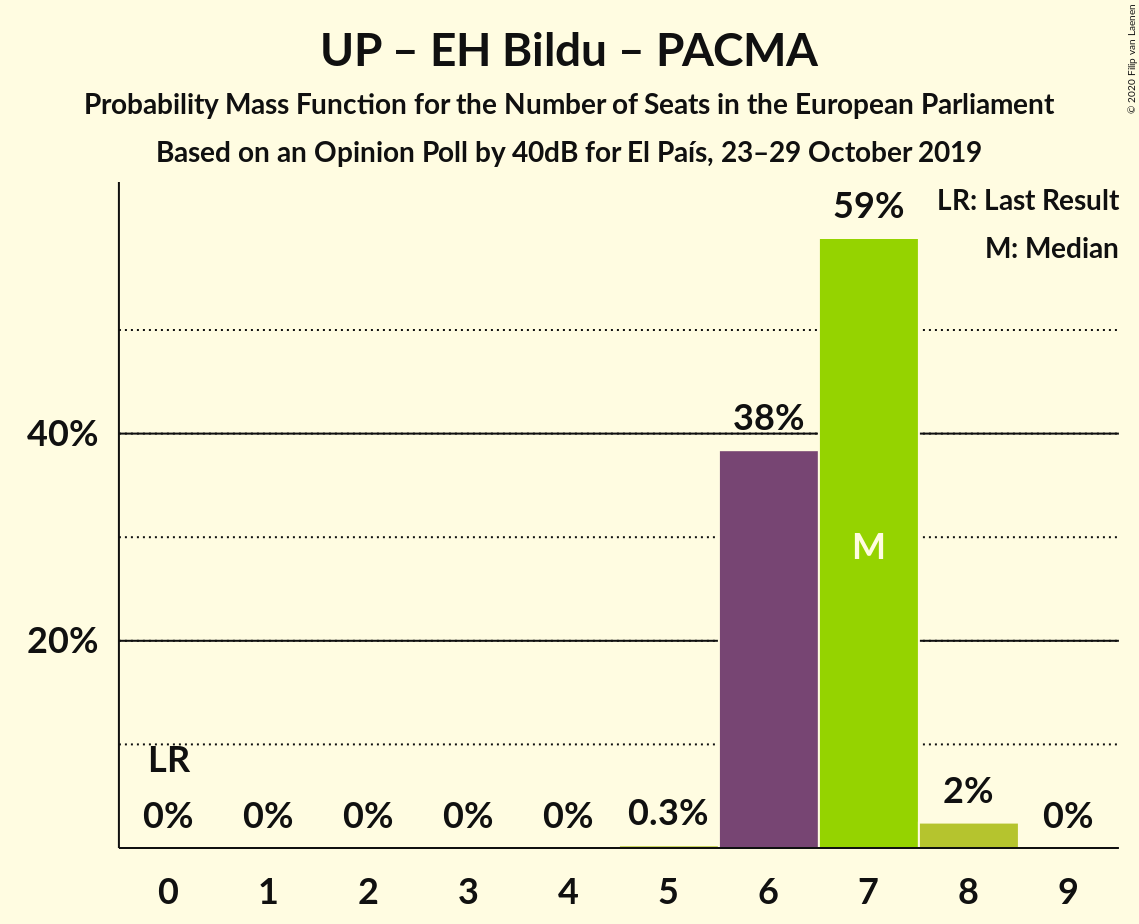 UP – EH Bildu – PACMA
Probability Mass Function for the Number of Seats in the European Parliament
Based on an Opinion Poll by 40dB for El País, 23–29 October 2019
© 2020 Filip van Laenen
LR: Last Result
M: Median
59%
40%
38%
M
20%
LR
0% 0% 0% 0% 0% 0.3% 2% 0%
0 1 2 3 4 5 6 7 8 9